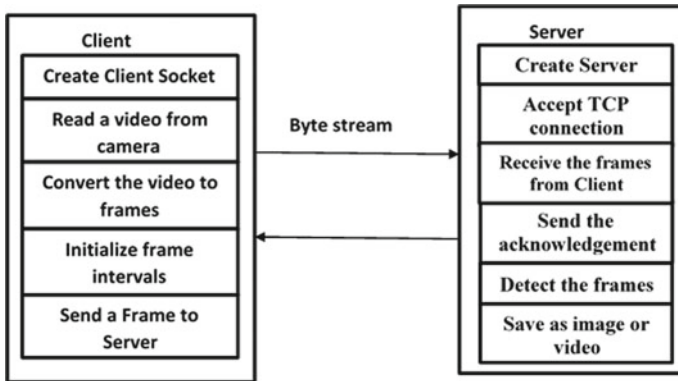 Client
Create Client Socket
Read a video from
camera
Convert the video to
frames
Initialize frame
intervals
Send a Frame to
Server
Byte stream
Server
Create Server
Accept TCP
connection
Receive the frames
from Client
Send the
acknowledgement
Detect the frames
Save as image or
video